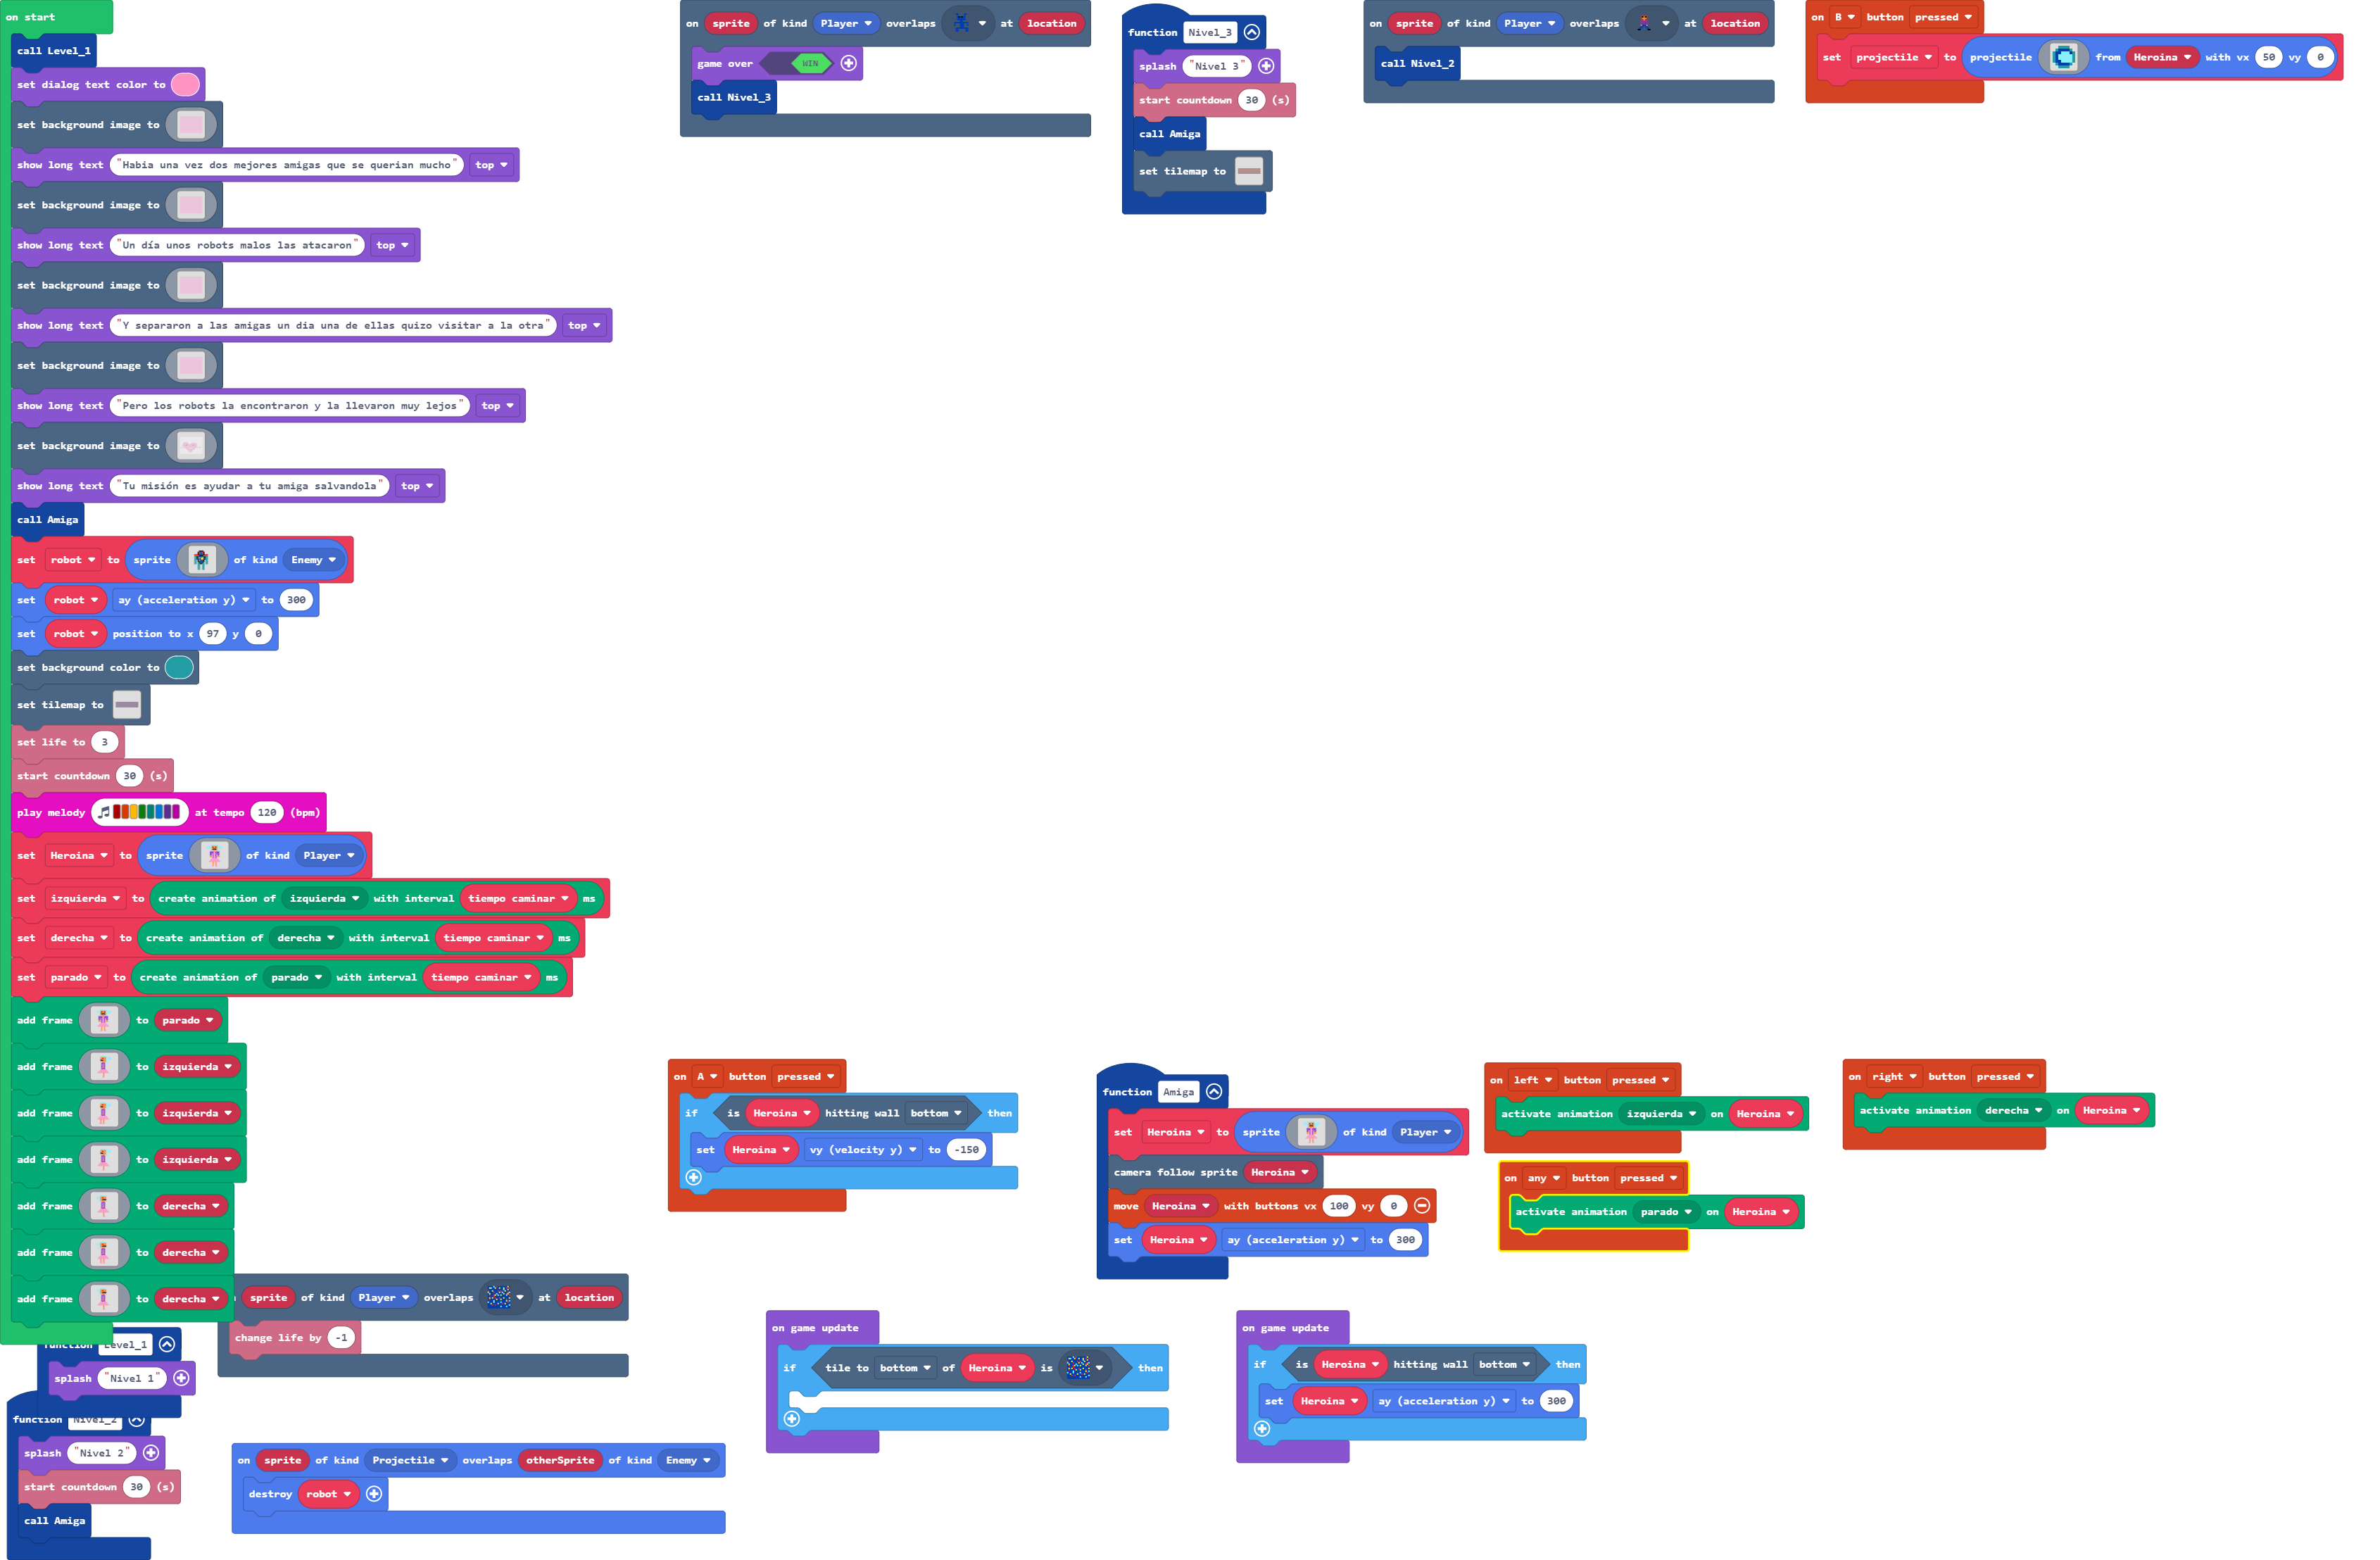 on start
call Level_1
set dialog text color to
set background image to
show long text "Habia una vez dos mejores amigas que se querian mucho" top
set background image to
show long text "Un día unos robots malos las atacaron" top
set background image to
show long text "Y separaron a las amigas un dia una de ellas quizo visitar a la otra" top
set background image to
show long text "Pero los robots la encontraron y la llevaron muy lejos" top
set background image to
show long text "Tu misión es ayudar a tu amiga salvandola" top
call Amiga
set robot to sprite of kind Enemy
set robot ay (acceleration y) to 300
set robot position to x 97 y 0
set background color to
set tilemap to
set life to 3
start countdown 30 (s)
play melody at tempo 120 (bpm)
set Heroina to sprite of kind Player
set izquierda to create animation of izquierda with interval tiempo caminar ms
set derecha to create animation of derecha with interval tiempo caminar ms
set parado to create animation of parado with interval tiempo caminar ms
add frame to parado
add frame to izquierda
add frame to izquierda
add frame to izquierda
add frame to derecha
add frame to derecha
add frame to derecha
on sprite of kind Player overlaps at location
game over WIN
call Nivel_3
function Nivel_3
splash "Nivel 3"
start countdown 30 (s)
call Amiga
set tilemap to
on sprite of kind Player overlaps at location
call Nivel_2
on B button pressed
set projectile to projectile from Heroina with vx 50 vy 0
on A button pressed
if is Heroina hitting wall bottom then
set Heroina vy (velocity y) to -150
function Amiga
set Heroina to sprite of kind Player
camera follow sprite Heroina
move Heroina with buttons vx 100 vy 0
set Heroina ay (acceleration y) to 300
on left button pressed
activate animation izquierda on Heroina
on right button pressed
activate animation derecha on Heroina
on any button pressed
activate animation parado on Heroina
sprite of kind Player overlaps at location
change life by -1
function Level_1
splash "Nivel 1"
function Nivel_2
splash "Nivel 2"
start countdown 30 (s)
call Amiga
on sprite of kind Projectile overlaps otherSprite of kind Enemy
destroy robot
on game update
if tile to bottom of Heroina is then
on game update
if is Heroina hitting wall bottom then
set Heroina ay (acceleration y) to 300